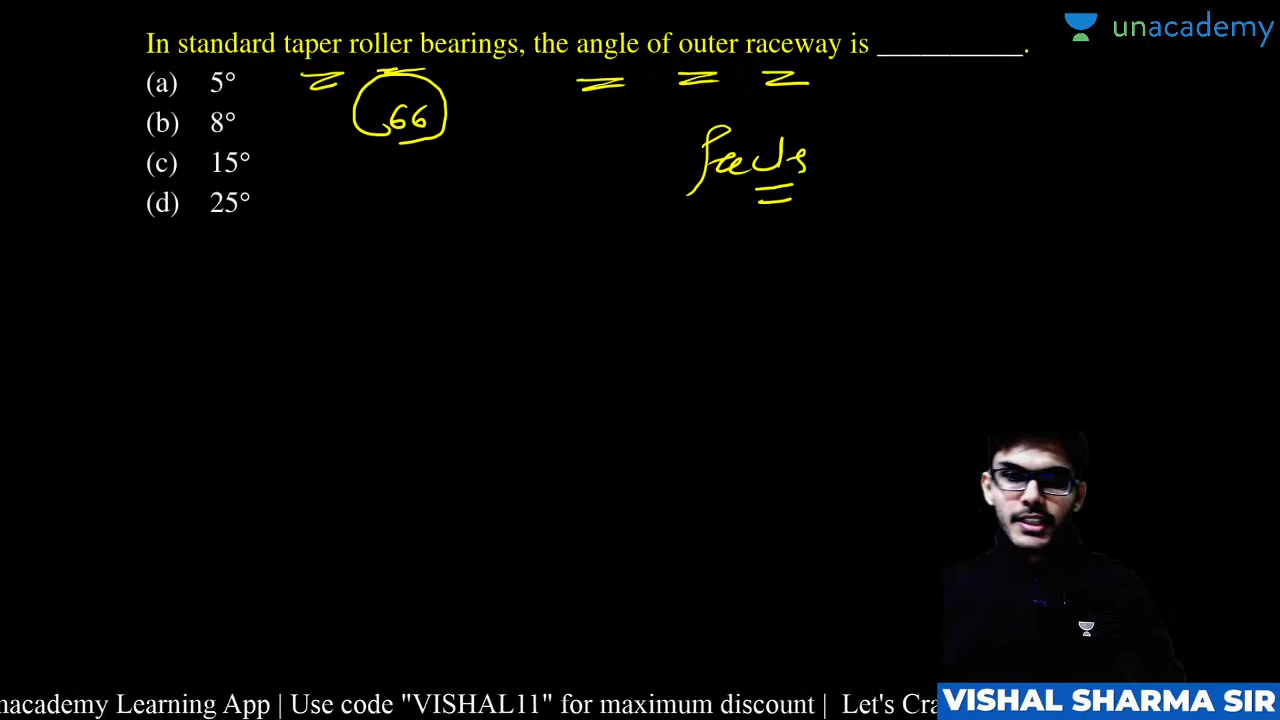 unacademy
In standard taper roller bearings, the angle of outer raceway is __________.
(a) 5°
(b) 8°
(c) 15°
(d) 25°
66
facts
nacademy Learning App | Use code "VISHAL11" for maximum discount | Let's Cra
VISHAL SHARMA SIR